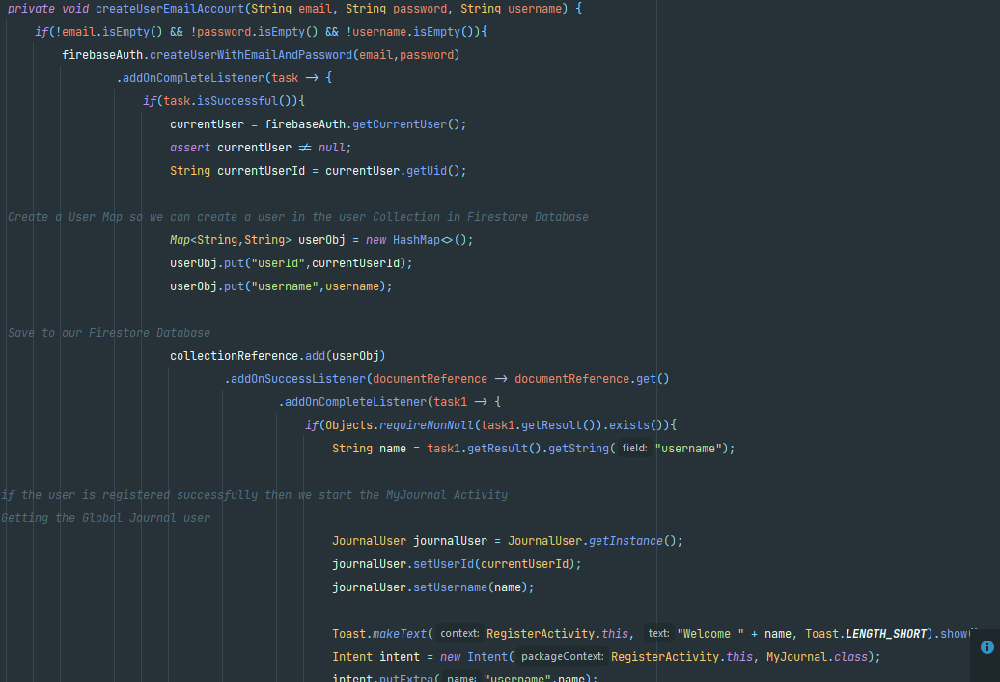 private void createUserEmailAccount(String email, String password, String username) {
if(!email.isEmpty() && !password.isEmpty() && !username.isEmpty()){
firebaseAuth.createUserWithEmailAndPassword(email,password)
.addOnCompleteListener(task → {
if(task.isSuccessful()){
currentUser = firebaseAuth.getCurrentUser();
assert currentUser ≠ null;
String currentUserId = currentUser.getUid();
Create a User Map so we can create a user in the user Collection in Firestore Database
Map<String,String> userObj = new HashMap<>();
userObj.put("userId",currentUserId);
userObj.put("username",username);
Save to our Firestore Database
collectionReference.add(userObj)
.addOnSuccessListener(documentReference → documentReference.get()
.addOnCompleteListener(task1 → {
if(Objects.requireNonNull(task1.getResult()).exists()){
String name = task1.getResult().getString( field: "username");
if the user is registered successfully then we start the MyJournal Activity
Getting the Global Journal user
JournalUser journalUser = JournalUser.getInstance();
journalUser.setUserId(currentUserId);
journalUser.setUsername(name);
Toast.makeText( context: RegisterActivity.this, text: "Welcome " + name, Toast.LENGTH_SHORT).show(
Intent intent = new Intent( packageContext: RegisterActivity.this, MyJournal.class);
intent.putExtra( name: "username",name);